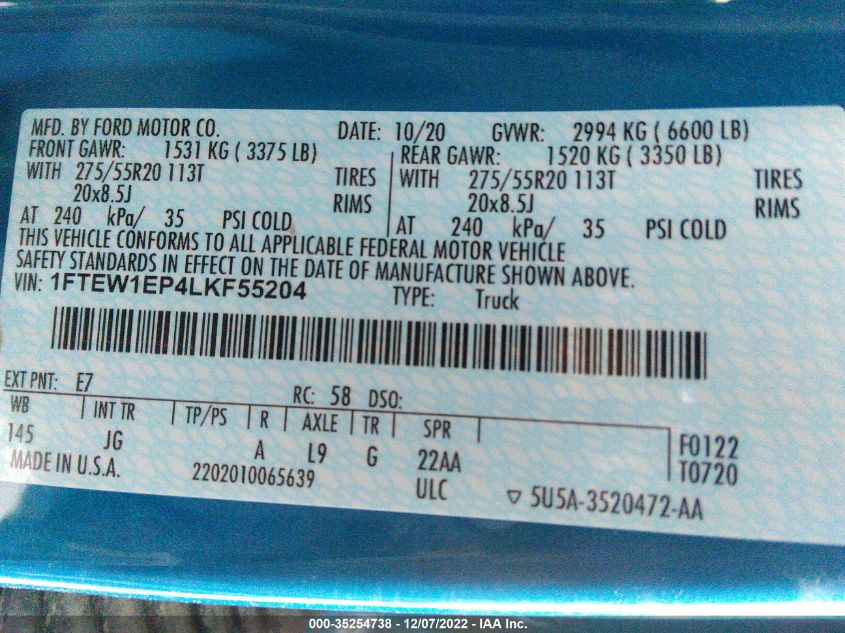 MFD. BY FORD MOTOR CO. DATE: 10/20 GVWR: 2994 KG ( 6600 LB)
FRONT GAWR: 1531 KG ( 3375 LB) REAR GAWR: 1520 KG ( 3350 LB)
WITH 275/55R20 113T TIRES WITH 275/55R20 113T TIRES
20x8.5J RIMS 20x8.5J RIMS
AT 240 kPa/ 35 PSI COLD AT 240 kPa/ 35 PSI COLD
THIS VEHICLE CONFORMS TO ALL APPLICABLE FEDERAL MOTOR VEHICLE
SAFETY STANDARDS IN EFFECT ON THE DATE OF MANUFACTURE SHOWN ABOVE.
VIN: 1FTEW1EP4LKF55204 TYPE: Truck
EXT PNT: E7 RC: 58 DSO:
WB INT TR TP/PS R AXLE TR SPR
145 JG A L9 G 22AA F0122
MADE IN U.S.A. 2202010065639 ULC T0720
▽ 5U5A-3520472-AA
000-35254738 - 12/07/2022 - IAA Inc.